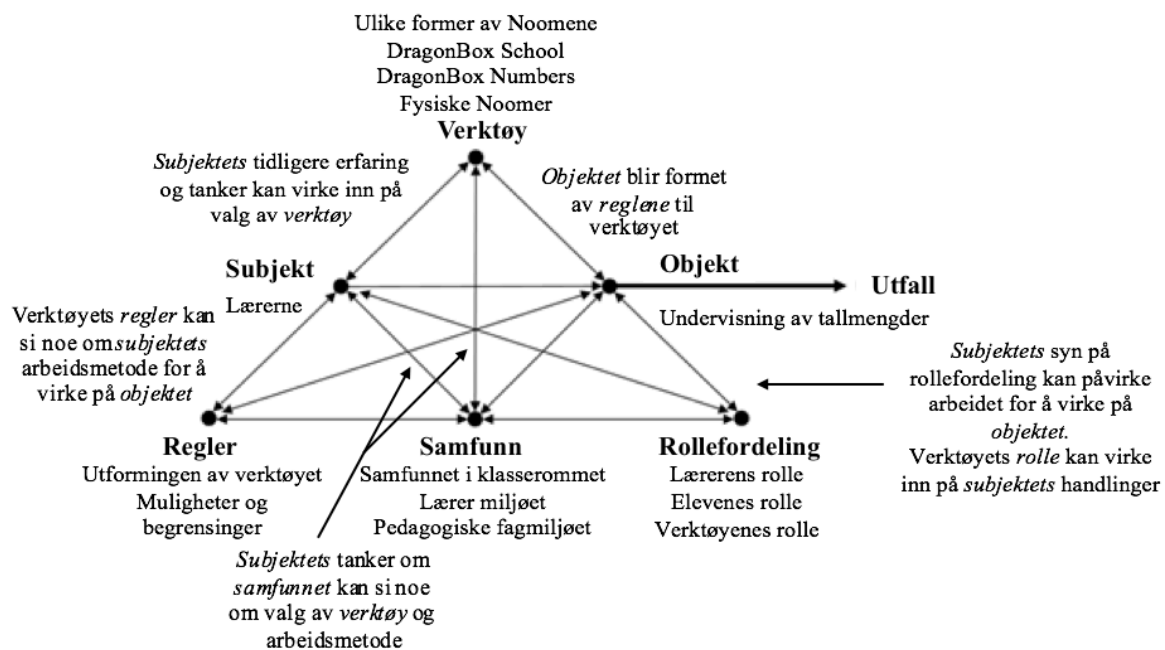 Ulike former av Noomene
DragonBox School
DragonBox Numbers
Fysiske Noomer
Verktøy
Subjektets tidligere erfaring
og tanker kan virke inn på
valg av verktøy
Objektet blir formet
av reglene til
verktøyet
Subjekt
Lærerne
Objekt
Undervisning av tallmengder
Utfall
Verktøyets regler kan
si noe om subjektets
arbeidsmetode for å
virke på objektet
Subjektets syn på
rollefordeling kan påvirke
arbeidet for å virke på
objektet.
Verktøyets rolle kan virke
inn på subjektets handlinger
Regler
Utformingen av verktøyet
Muligheter og
begrensinger
Samfunn
Samfunnet i klasserommet
Lærer miljøet
Pedagogiske fagmiljøet
Rollefordeling
Lærerens rolle
Elevenes rolle
Verktøyenes rolle
Subjektets tanker om
samfunnet kan si noe
om valg av verktøy og
arbeidsmetode